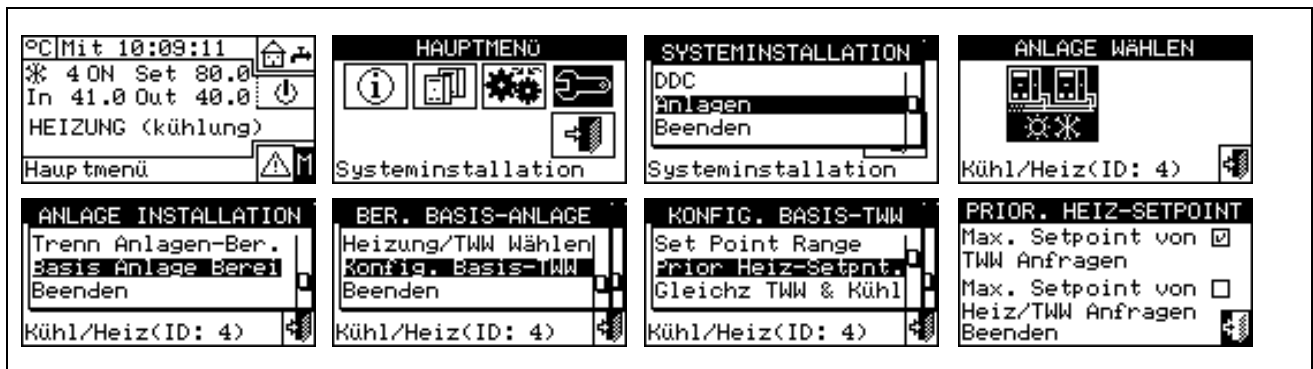 ºC Mit 10:09:11
4 ON Set 80.0
In 41.0 Out 40.0
HEIZUNG (kühlung)
Hauptmenü M
HAUPTMENÜ
Systeminstallation
SYSTEMINSTALLATION
DDC
Anlagen
Beenden
Systeminstallation
ANLAGE WÄHLEN
Kühl/Heiz(ID: 4)
ANLAGE INSTALLATION
Trenn Anlagen-Ber.
Basis Anlage Berei
Beenden
Kühl/Heiz(ID: 4)
BER. BASIS-ANLAGE
Heizung/TWW Wählen
Konfig. Basis-TWW
Beenden
Kühl/Heiz(ID: 4)
KONFIG. BASIS-TWW
Set Point Range
Prior Heiz-Setpnt.
Gleichz TWW & Kühl
Kühl/Heiz(ID: 4)
PRIOR. HEIZ-SETPOINT
Max. Setpoint von
TWW Anfragen
Max. Setpoint von
Heiz/TWW Anfragen
Beenden